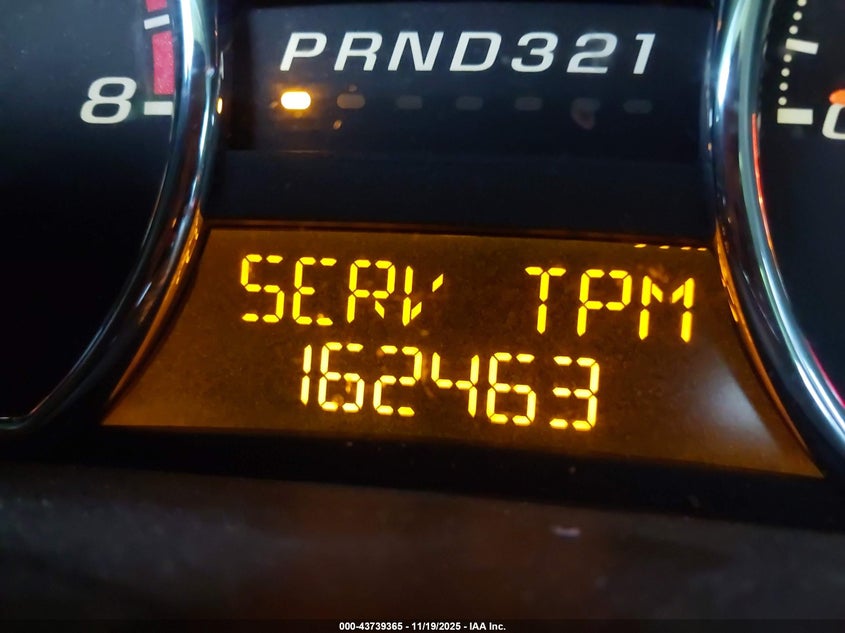 PRND321
8
SERV TPM
162463
000-43739365 - 11/19/2025 - IAA Inc.